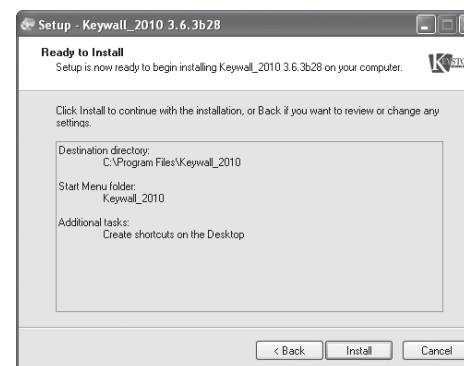 Setup - Keywall_2010 3.6.3b28
Ready to Install
Setup is now ready to begin installing Keywall_2010 3.6.3b28 on your computer.
Click Install to continue with the installation, or Back if you want to review or change any
settings.
Destination directory:
C:\Program Files\Keywall_2010
Start Menu folder:
Keywall_2010
Additional tasks:
Create shortcuts on the Desktop
< Back
Install
Cancel